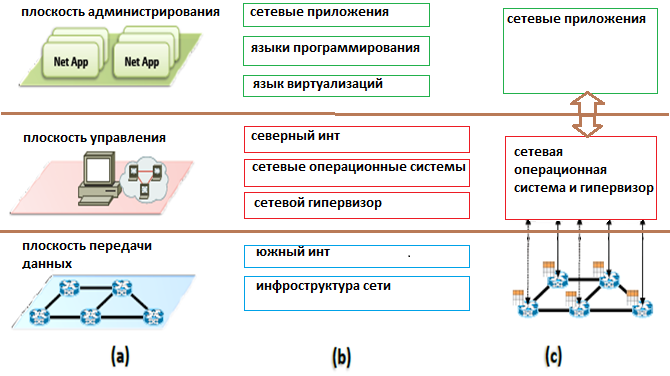 плоскость администрирования
Net App
Net App
сетевые приложения
языки программирования
язык виртуализаций
сетевые приложения
плоскость управления
северный инт
сетевые операционные системы
сетевой гипервизор
сетевая
операционная
система и гипервизор
плоскость передачи
данных
южный инт
инфроструктура сети
(a)
(b)
(c)